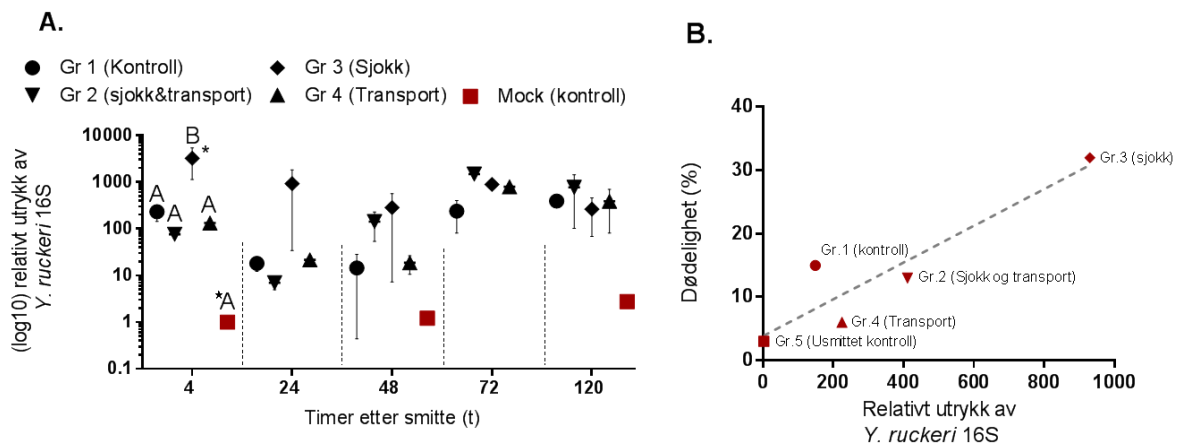 A.
Gr 1 (Kontroll)
Gr 3 (Sjokk)
Gr 2 (sjokk&transport)
Gr 4 (Transport)
Mock (kontroll)
(log10) relativt utrykk av
Y. ruckeri 16S
10000
1000
100
10
1
0.1
A
A
B *
A
*A
4
24
48
72
120
Timer etter smitte (t)
B.
Dødelighet (%)
40
30
20
10
0
Gr.3 (sjokk)
Gr.1 (kontroll)
Gr.2 (Sjokk og transport)
Gr.4 (Transport)
Gr.5 (Usmittet kontroll)
0
200
400
600
800
1000
Relativt utrykk av
Y. ruckeri 16S